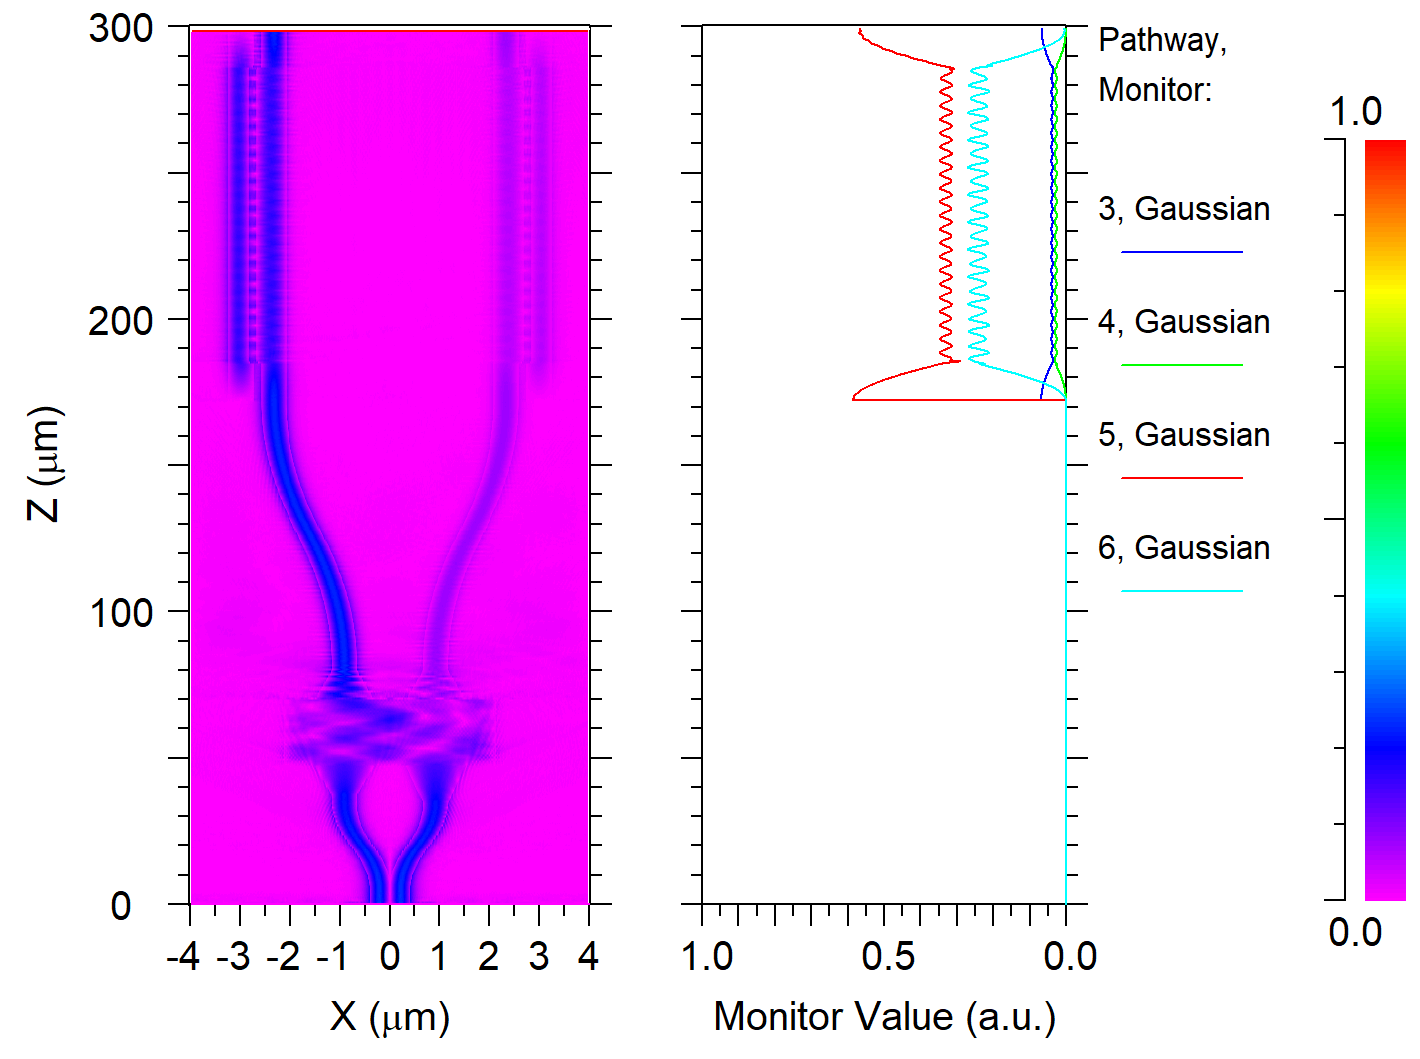 300
200
100
0
Z (μm)
-4 -3 -2 -1 0 1 2 3 4
X (μm)
1.0 0.5 0.0
Monitor Value (a.u.)
Pathway,
Monitor:
3, Gaussian
4, Gaussian
5, Gaussian
6, Gaussian
1.0
0.0